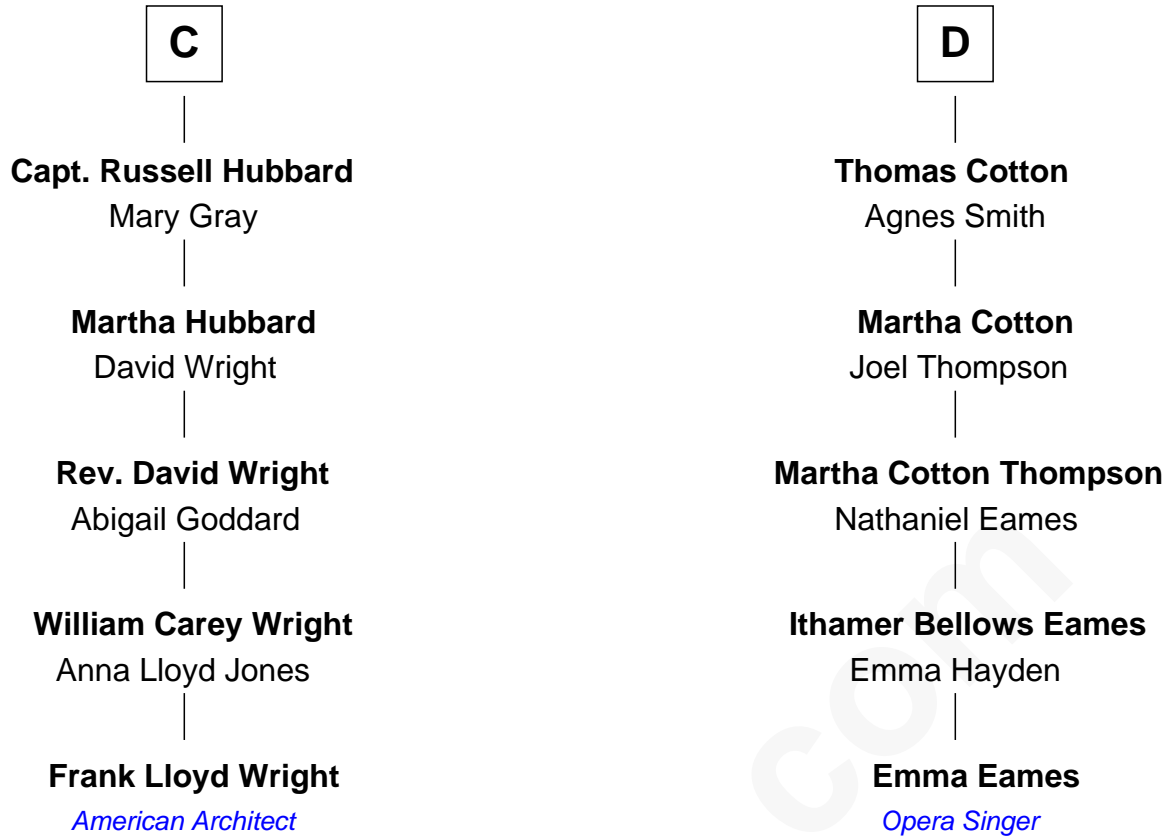 C
Capt. Russell Hubbard
Mary Gray
Martha Hubbard
David Wright
Rev. David Wright
Abigail Goddard
William Carey Wright
Anna Lloyd Jones
Frank Lloyd Wright
American Architect
D
Thomas Cotton
Agnes Smith
Martha Cotton
Joel Thompson
Martha Cotton Thompson
Nathaniel Eames
Ithamer Bellows Eames
Emma Hayden
Emma Eames
Opera Singer
com